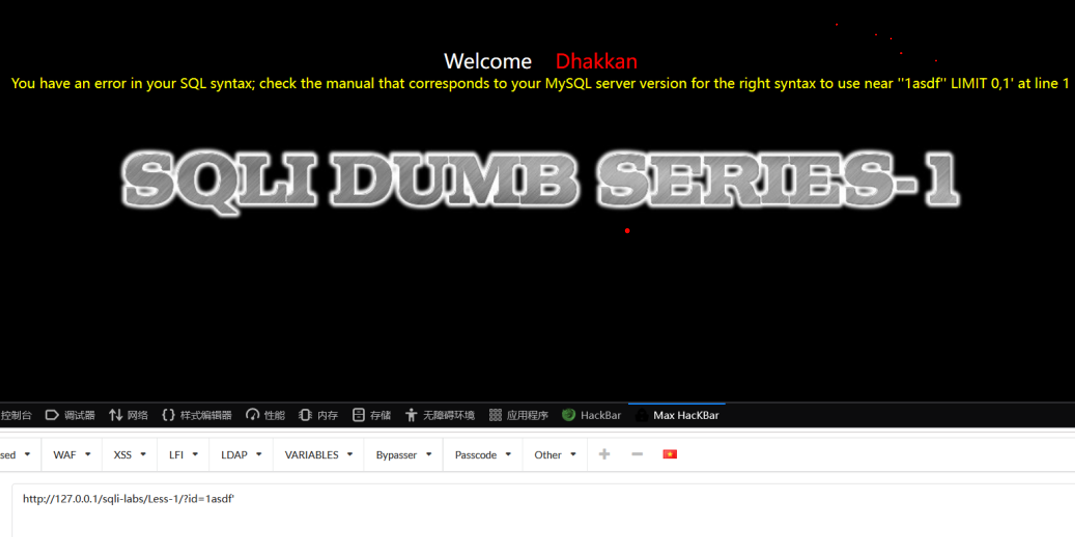 Welcome Dhakkan
You have an error in your SQL syntax; check the manual that corresponds to your MySQL server version for the right syntax to use near ''1asdf'' LIMIT 0,1' at line 1
SQLI DUMB SERIES-1
控制台 调试器 网络 样式编辑器 性能 内存 存储 无障碍环境 应用程序 HackBar Max HacKBar
sed WAF XSS LFI LDAP VARIABLES Bypasser Passcode Other
http://127.0.0.1/sqli-labs/Less-1/?id=1asdf'